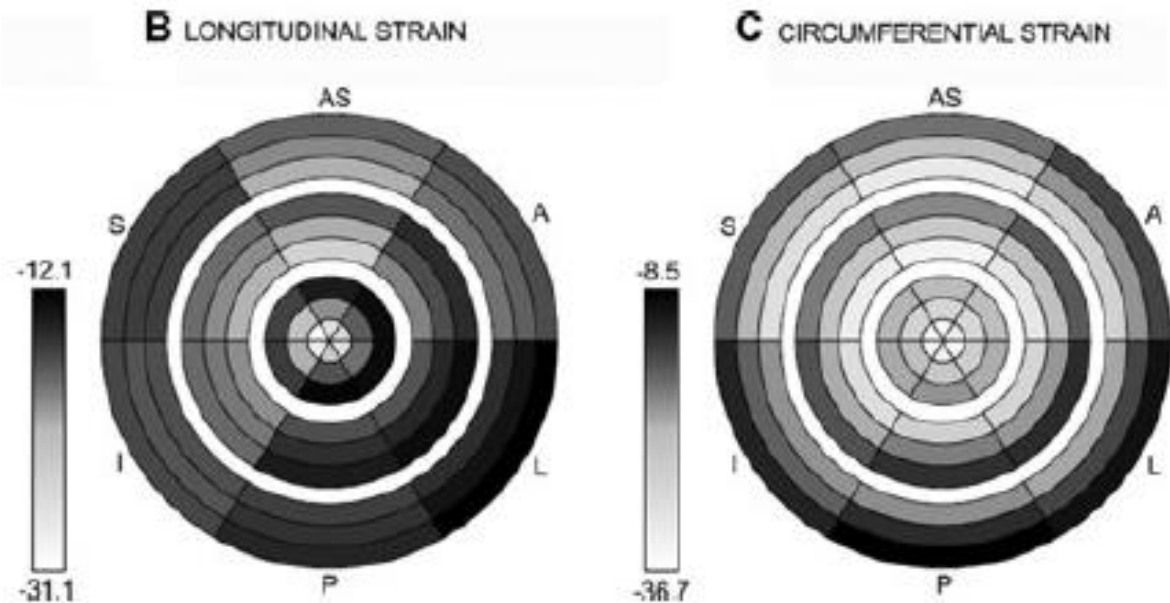 B LONGITUDINAL STRAIN
C CIRCUMFERENTIAL STRAIN
AS
AS
S
A
S
A
-12.1
-8.5
I
L
I
L
-31.1
P
-36.7
P